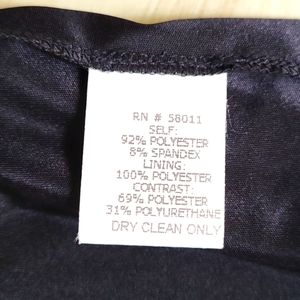 RN # 58011
SELF:
92% POLYESTER
8% SPANDEX
LINING:
100% POLYESTER
CONTRAST:
69% POLYESTER
31% POLYURETHANE
DRY CLEAN ONLY